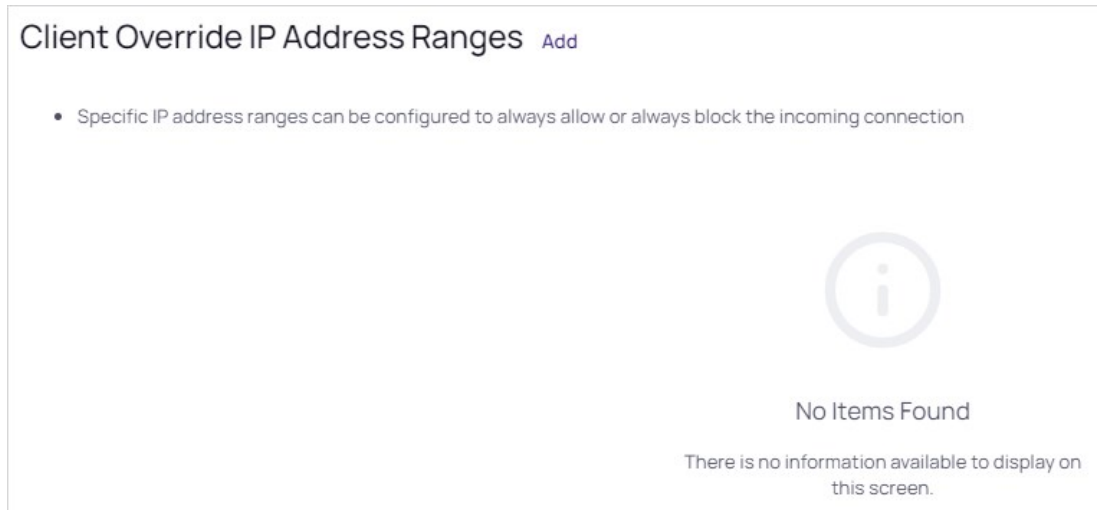 Client Override IP Address Ranges Add
• Specific IP address ranges can be configured to always allow or always block the incoming connection
No Items Found
There is no information available to display on
this screen.